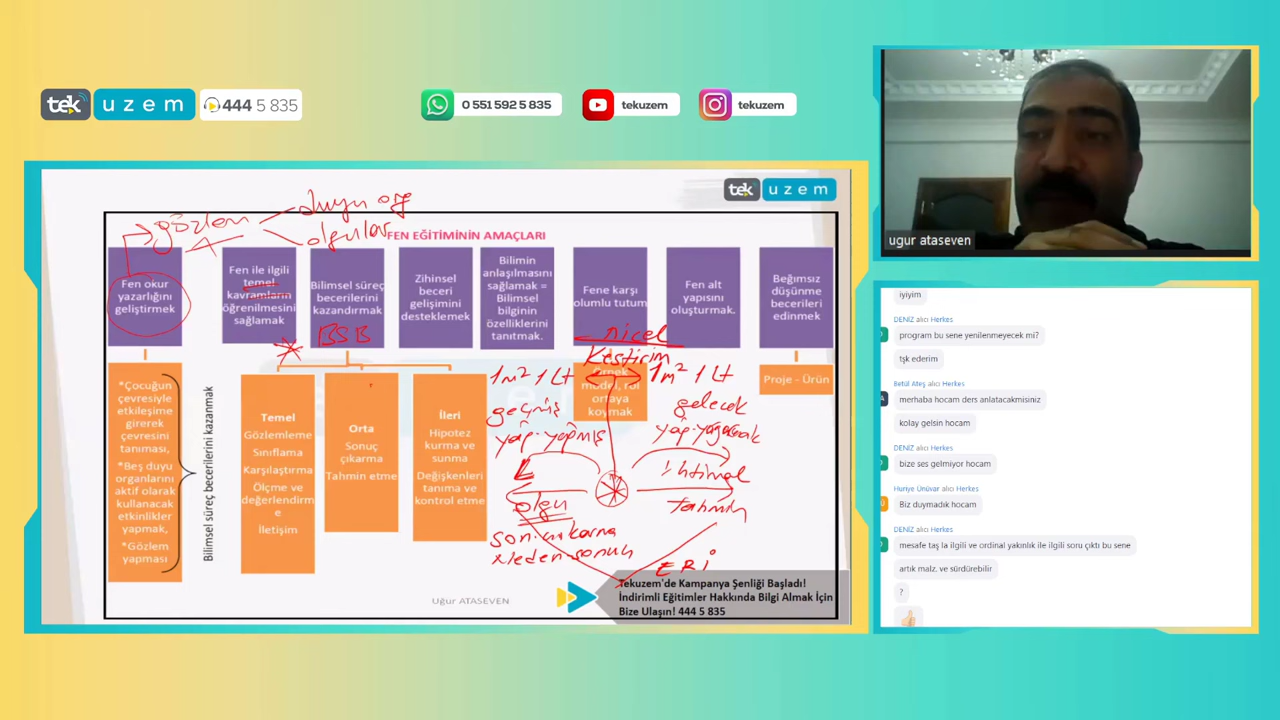 tek uzem 444 5 835
0 551 592 5 835
tekuzem
tekuzem
tek uzem
gözlem
duyu org
olgular
FEN EĞİTİMİNİN AMAÇLARI
Fen okur
yazarlığını
geliştirmek
Fen ile ilgili
temel
kavramların
öğrenilmesini
sağlamak
Bilimsel süreç
becerilerini
kazandırmak
BSB
Zihinsel
beceri
gelişimini
desteklemek
Bilimin
anlaşılmasını
sağlamak =
Bilimsel
bilginin
özelliklerini
tanıtmak.
Fene karşı
olumlu tutum
Fen alt
yapısını
oluşturmak.
Beğımsız
düşünme
becerileri
edinmek
*Çocuğun
çevresiyle
etkileşime
girerek
çevresini
tanıması,
*Beş duyu
organlarını
aktif olarak
kullanacak
etkinlikler
yapmak,
*Gözlem
yapması
Bilimsel süreç becerilerini kazanmak
Temel
Gözlemleme
Sınıflama
Karşılaştırma
Ölçme ve
değerlendirm
e
İletişim
Orta
Sonuç
çıkarma
Tahmin etme
İleri
Hipotez
kurma ve
sunma
Değişkenleri
tanıma ve
kontrol etme
Örnek
model, rol
ortaya
koymak
Proje - Ürün
nicel
Kestirim
1m² 1 Lt
1m² 1 Lt
geçmiş
yap.yapmış
gelecek
ihtimal
olgu
Tahmin
son.çıkarma
neden-sonuç
Uğur ATASEVEN
Tekuzem'de Kampanya Şenliği Başladı!
İndirimli Eğitimler Hakkında Bilgi Almak İçin
Bize Ulaşın! 444 5 835
ugur ataseven
iyiyim
DENİZ alıcı Herkes
program bu sene yenilenmeyecek mi?
tşk ederim
Betül Ateş alıcı Herkes
merhaba hocam ders anlatacakmisiniz
kolay gelsin hocam
DENİZ alıcı Herkes
bize ses gelmiyor hocam
Huriye Ünüvar alıcı Herkes
Biz duymadık hocam
DENİZ alıcı Herkes
mesafe taş la ilgili ve ordinal yakınlık ile ilgili soru çıktı bu sene
artık malz. ve sürdürebilir
?